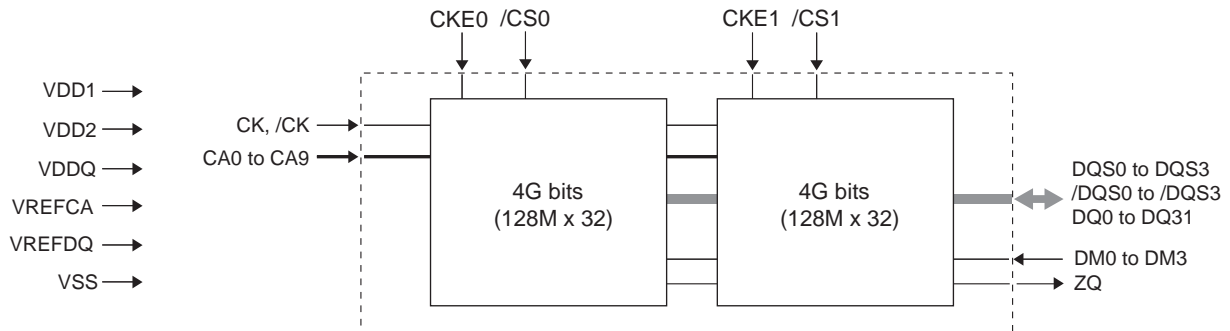 CKE0 /CS0
CKE1 /CS1
VDD1
VDD2
VDDQ
VREFCA
VREFDQ
VSS
CK, /CK
CA0 to CA9
4G bits
(128M x 32)
4G bits
(128M x 32)
DQS0 to DQS3
/DQS0 to /DQS3
DQ0 to DQ31
DM0 to DM3
ZQ